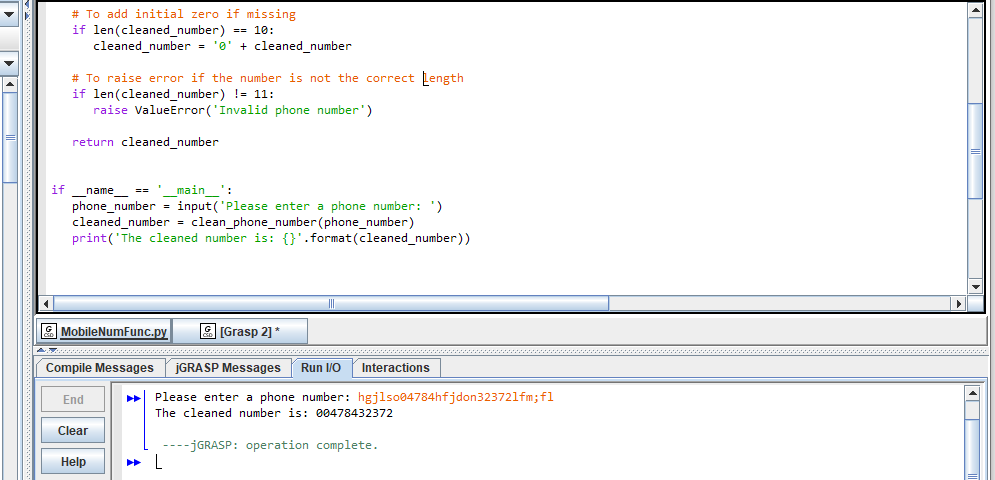 # To add initial zero if missing
if len(cleaned_number) == 10:
cleaned_number = '0' + cleaned_number
# To raise error if the number is not the correct length
if len(cleaned_number) != 11:
raise ValueError('Invalid phone number')
return cleaned_number
if __name__ == '__main__':
phone_number = input('Please enter a phone number: ')
cleaned_number = clean_phone_number(phone_number)
print('The cleaned number is: {}'.format(cleaned_number))
G CSD MobileNumFunc.py
G CSD [Grasp 2] *
Compile Messages
jGRASP Messages
Run I/O
Interactions
End
Clear
Help
Please enter a phone number: hgjlso04784hfjdon32372lfm;fl
The cleaned number is: 00478432372
----jGRASP: operation complete.